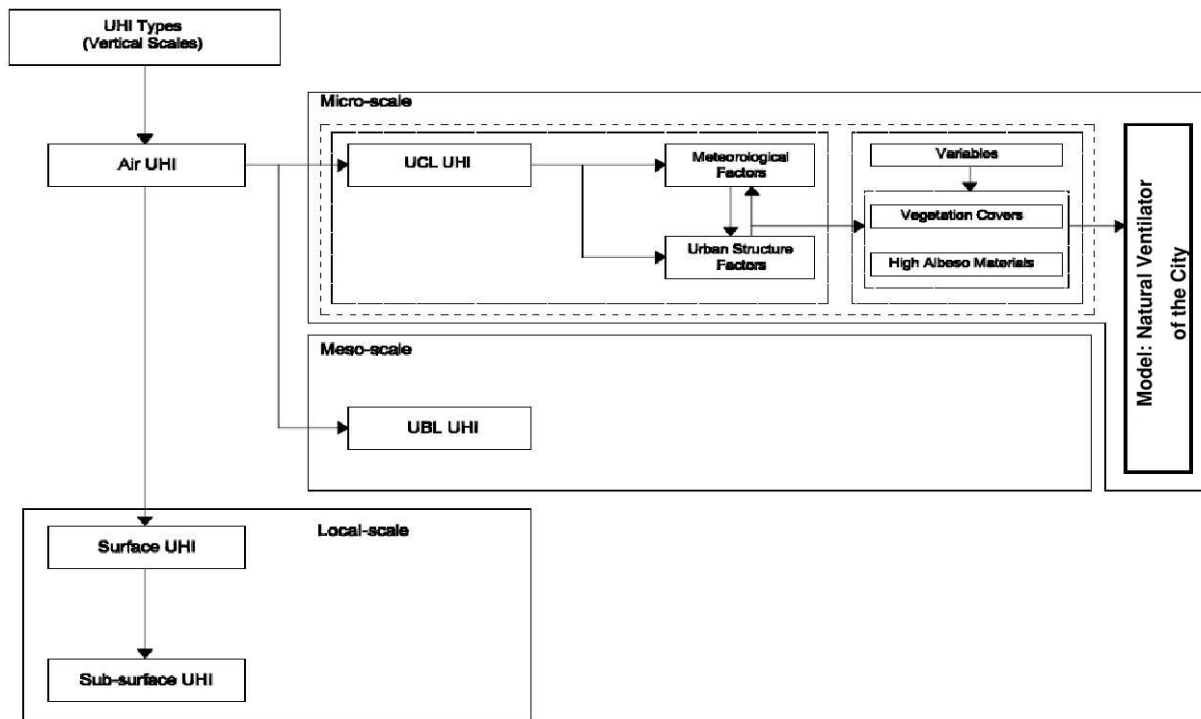 UHI Types
(Vertical Scales)
Micro-scale
Air UHI
UCL UHI
Meteorological
Factors
Urban Structure
Factors
Variables
Vegetation Covers
High Albeso Materials
Model: Natural Ventilator
of the City
Meso-scale
UBL UHI
Local-scale
Surface UHI
Sub-surface UHI